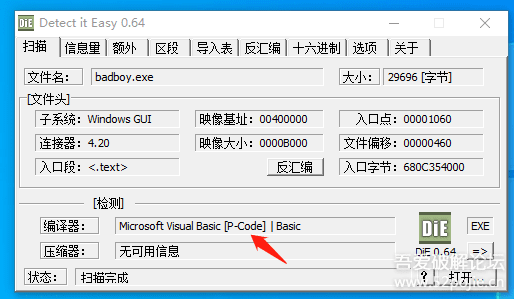 Detect it Easy 0.64
扫描 信息量 额外 区段 导入表 反汇编 十六进制 选项 关于
文件名： badboy.exe 大小： 29696 [字节]
[文件头]
子系统： Windows GUI 映像基址： 00400000 入口点： 00001060
连接器： 4.20 映像大小： 0000B000 文件偏移： 00000460
入口段： <.text> 反汇编 入口字节： 680C354000
[检测]
编译器： Microsoft Visual Basic [P-Code] | Basic DiE EXE
压缩器： 无可用信息 DiE 0.64 =>
状态： 扫描完成 ? 打开...
吾爱破解论坛
www.52pojie.cn